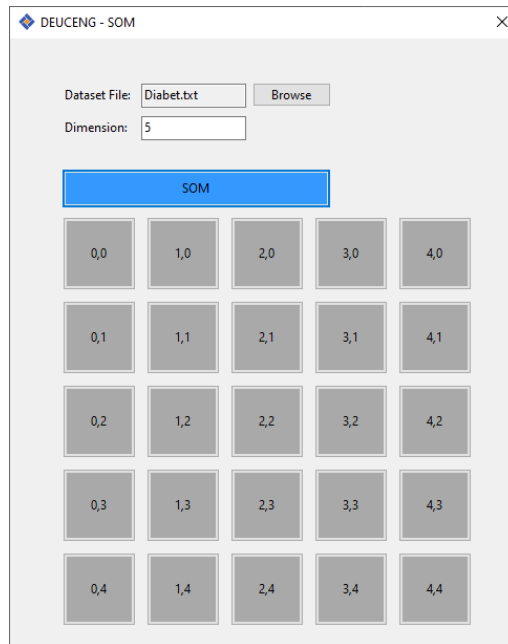 DEUCENG - SOM
Dataset File: Diabet.txt Browse
Dimension: 5
SOM
0,0 1,0 2,0 3,0 4,0
0,1 1,1 2,1 3,1 4,1
0,2 1,2 2,2 3,2 4,2
0,3 1,3 2,3 3,3 4,3
0,4 1,4 2,4 3,4 4,4